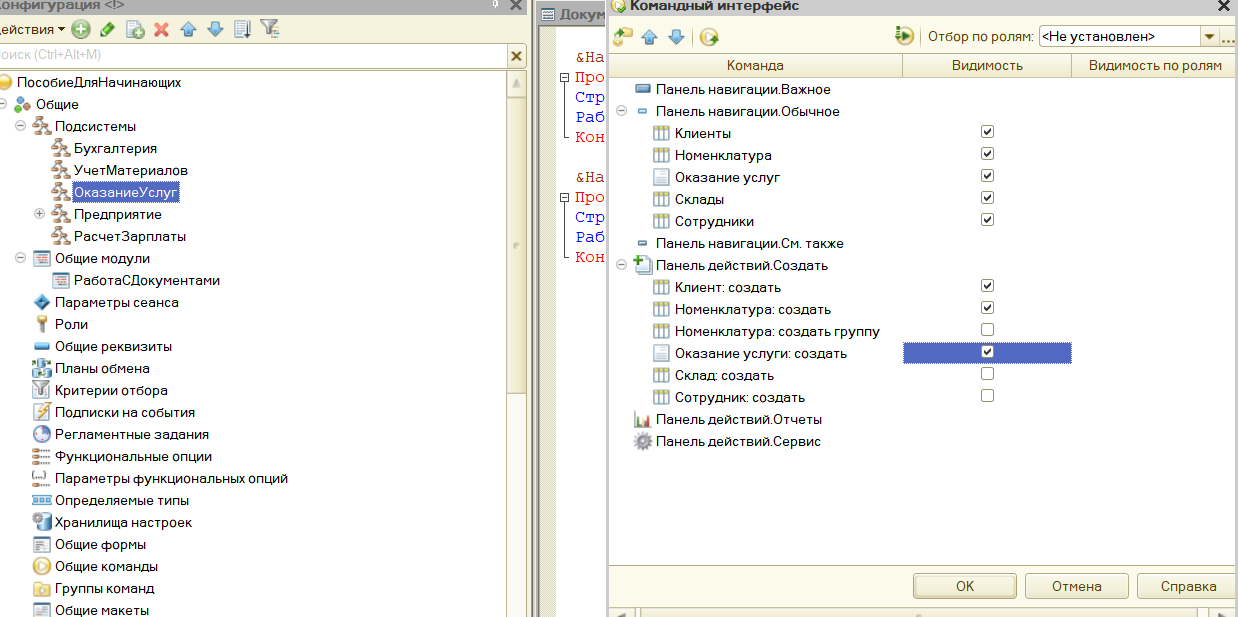 Конфигурация <!>
Действия
Поиск (Ctrl+Alt+M)
ПособиеДляНачинающих
Общие
Подсистемы
Бухгалтерия
УчетМатериалов
ОказаниеУслуг
Предприятие
РасчетЗарплаты
Общие модули
РаботаСДокументами
Параметры сеанса
Роли
Общие реквизиты
Планы обмена
Критерии отбора
Подписки на события
Регламентные задания
Функциональные опции
Параметры функциональных опций
Определяемые типы
Хранилища настроек
Общие формы
Общие команды
Группы команд
Общие макеты
Докум
&На
Про
Стр
Раб
Кон
&На
Про
Стр
Раб
Кон
Командный интерфейс
Отбор по ролям: <Не установлен>
Команда Видимость Видимость по ролям
Панель навигации.Важное
Панель навигации.Обычное
Клиенты
Номенклатура
Оказание услуг
Склады
Сотрудники
Панель навигации.См. также
Панель действий.Создать
Клиент: создать
Номенклатура: создать
Номенклатура: создать группу
Оказание услуги: создать
Склад: создать
Сотрудник: создать
Панель действий.Отчеты
Панель действий.Сервис
ОК Отмена Справка